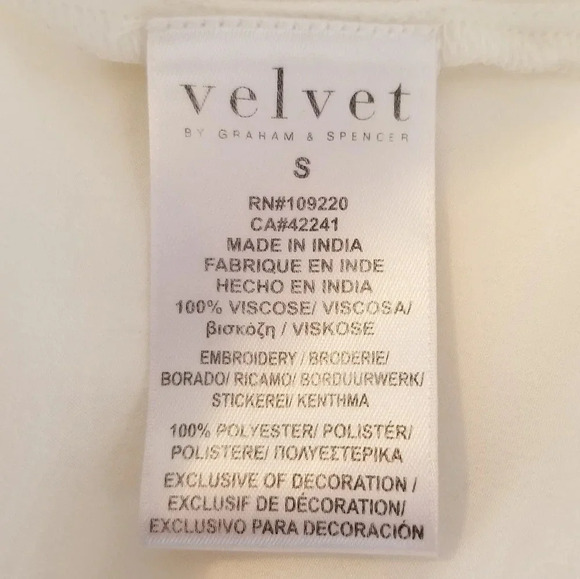 velvet
BY GRAHAM & SPENCER
S
RN#109220
CA#42241
MADE IN INDIA
FABRIQUE EN INDE
HECHO EN INDIA
100% VISCOSE/ VISCOSA/
βισκόζη / VISKOSE
EMBROIDERY / BRODERIE/
BORADO/ RICAMO/ BORDUURWERK/
STICKEREI/ KENTHMA
100% POLYESTER/ POLISTÉR/
POLISTERE/ ΠΟΛΥΕΣΤΕΡΙΚΑ
EXCLUSIVE OF DECORATION /
EXCLUSIF DE DÉCORATION/
EXCLUSIVO PARA DECORACIÓN